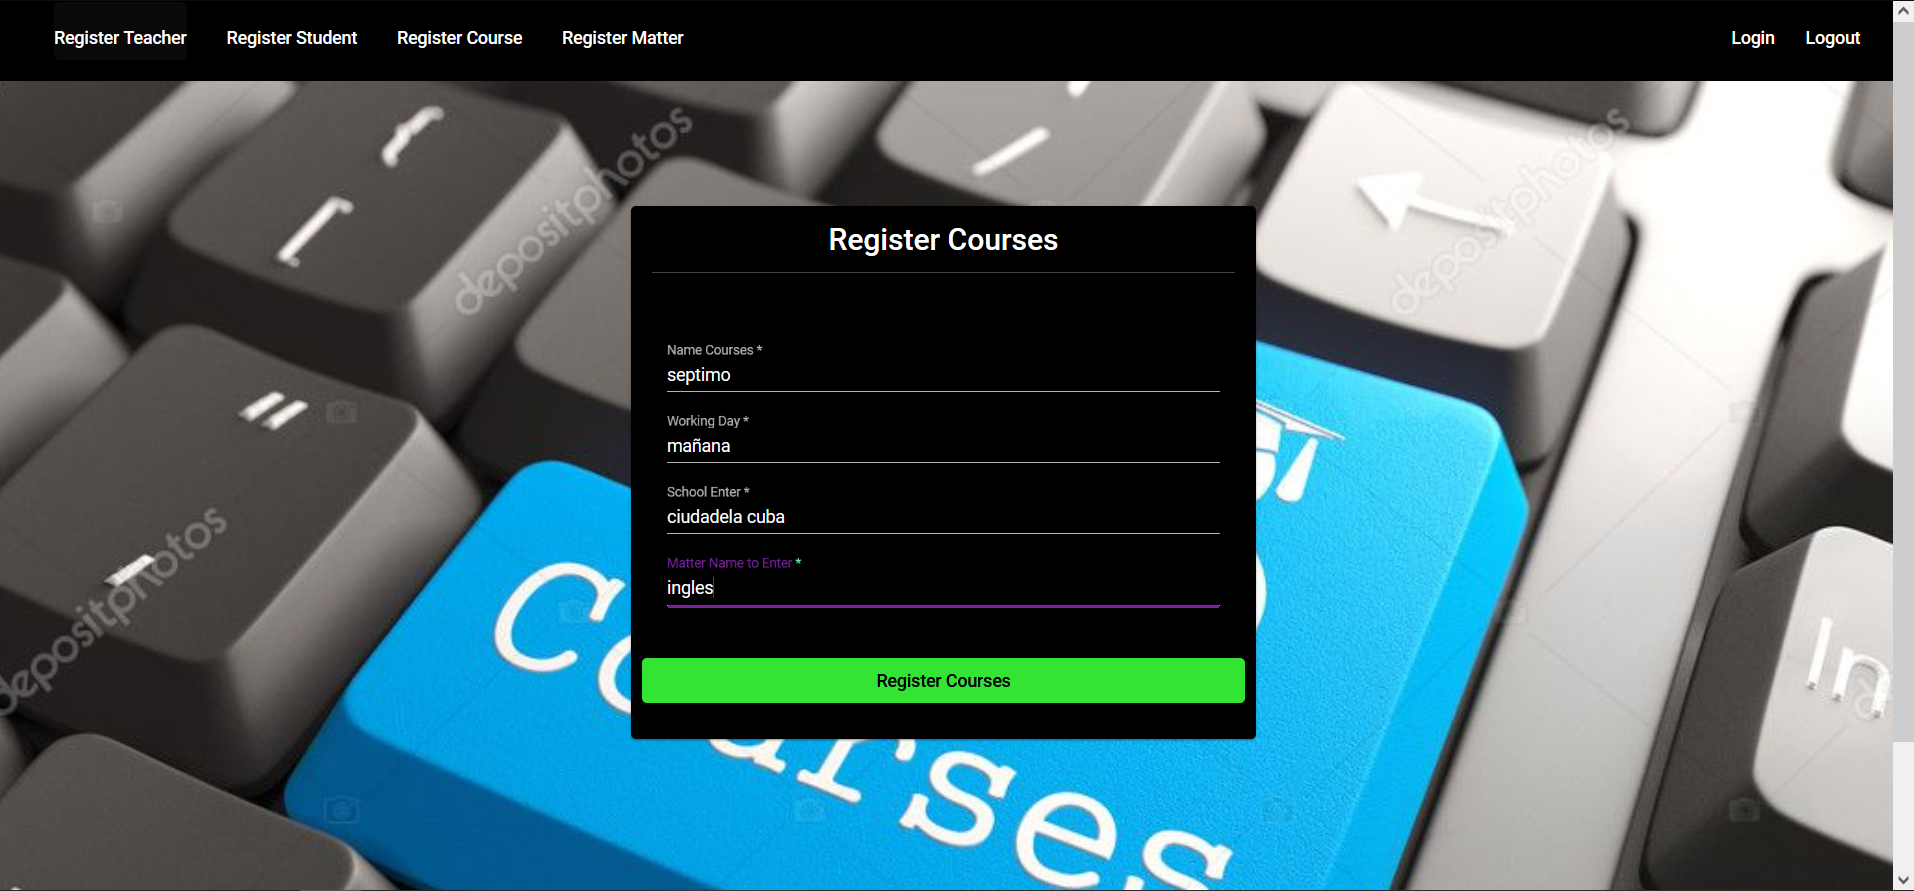 Register Teacher Register Student Register Course Register Matter Login Logout
depositphotos
depositphotos
Register Courses
Name Courses *
septimo
Working Day *
mañana
School Enter *
ciudadela cuba
Matter Name to Enter *
ingles
depositphotos
Register Courses
In